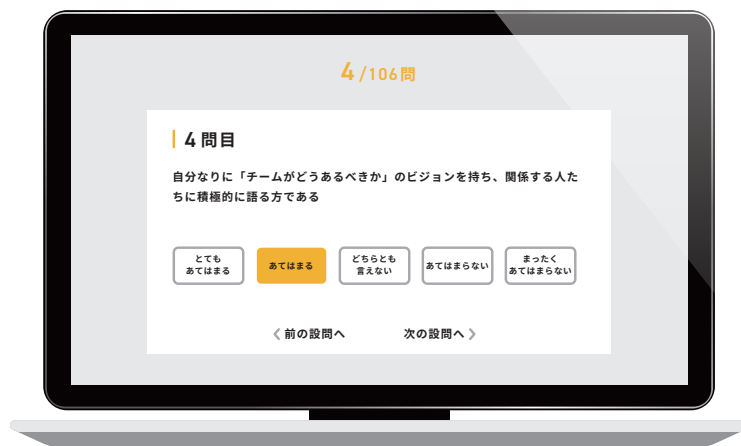 4/106問
4問目
自分なりに「チームがどうあるべきか」のビジョンを持ち、関係する人た
ちに積極的に語る方である
とても
あてはまる
あてはまる
どちらとも
言えない
あてはまらない
まったく
あてはまらない
前の設問へ
次の設問へ